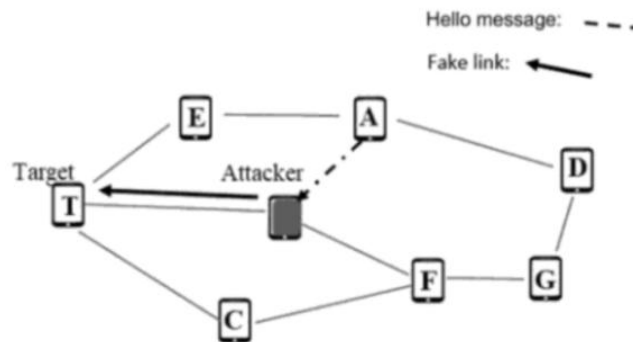 Hello message:
Fake link:
E
A
D
Target
Attacker
T
F
G
C